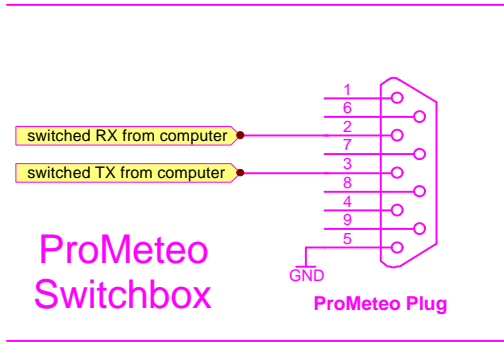 1
6
switched RX from computer 2
7
switched TX from computer 3
8
4
9
5
ProMeteo
Switchbox
GND
ProMeteo Plug